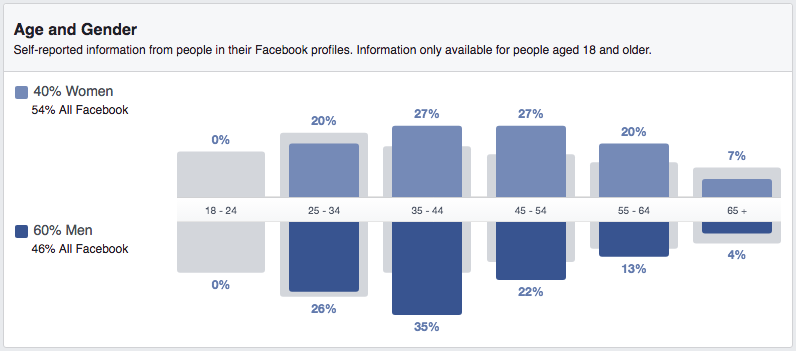 Age and Gender
Self-reported information from people in their Facebook profiles. Information only available for people aged 18 and older.
40% Women
54% All Facebook
0%
20%
27%
27%
20%
7%
18 - 24
25 - 34
35 - 44
45 - 54
55 - 64
65 +
60% Men
46% All Facebook
0%
26%
35%
22%
13%
4%